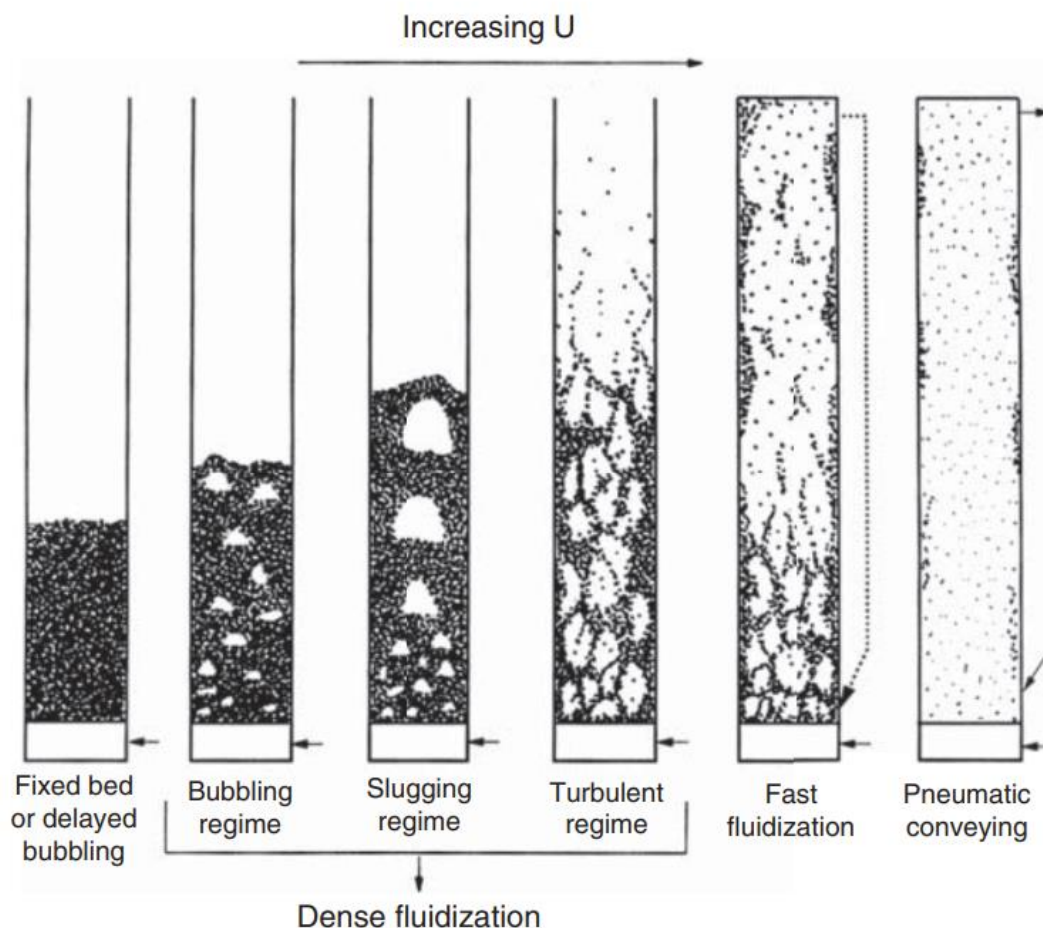 Increasing U
Fixed bed
or delayed
bubbling
Bubbling
regime
Slugging
regime
Turbulent
regime
Fast
fluidization
Pneumatic
conveying
Dense fluidization